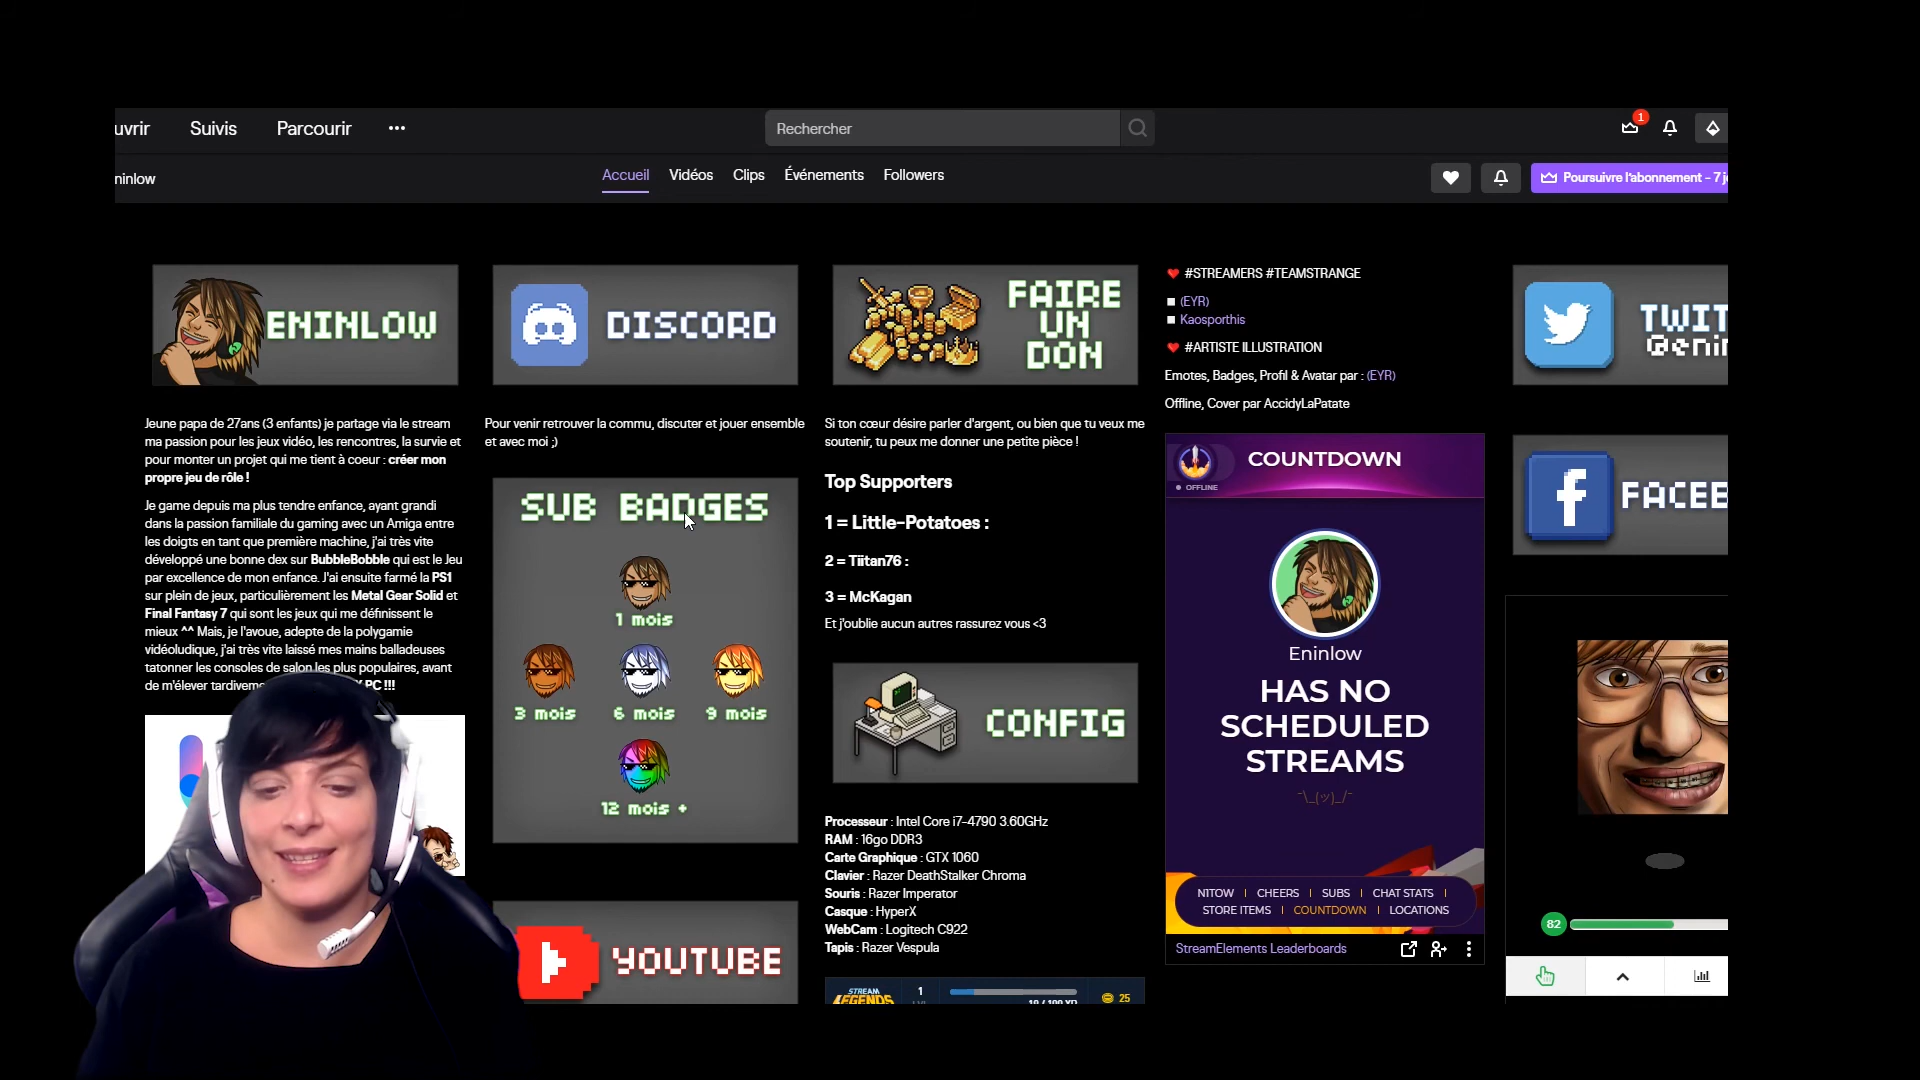 uvrir Suivis Parcourir ••• Rechercher 1
ninlow Accueil Vidéos Clips Événements Followers Poursuivre l'abonnement - 7 j
ENINLOW
Jeune papa de 27ans (3 enfants) je partage via le stream
ma passion pour les jeux vidéo, les rencontres, la survie et
pour monter un projet qui me tient à coeur : créer mon
propre jeu de rôle !
Je game depuis ma plus tendre enfance, ayant grandi
dans la passion familiale du gaming avec un Amiga entre
les doigts en tant que première machine, j'ai très vite
développé une bonne dex sur BubbleBobble qui est le Jeu
par excellence de mon enfance. J'ai ensuite farmé la PS1
sur plein de jeux, particulièrement les Metal Gear Solid et
Final Fantasy 7 qui sont les jeux qui me définissent le
mieux ^^ Mais, je l'avoue, adepte de la polygamie
vidéoludique, j'ai très vite laissé mes mains balladeuses
tatonner les consoles de salon les plus populaires, avant
de m'élever tardiveme PC !!!
DISCORD
Pour venir retrouver la commu, discuter et jouer ensemble
et avec moi ;)
SUB BADGES
1 mois
3 mois 6 mois 9 mois
12 mois +
YOUTUBE
FAIRE
UN
DON
Si ton cœur désire parler d'argent, ou bien que tu veux me
soutenir, tu peux me donner une petite pièce !
Top Supporters
1 = Little-Potatoes :
2 = Tiitan76 :
3 = McKagan
Et j'oublie aucun autres rassurez vous <3
CONFIG
Processeur : Intel Core i7-4790 3.60GHz
RAM : 16go DDR3
Carte Graphique : GTX 1060
Clavier : Razer DeathStalker Chroma
Souris : Razer Imperator
Casque : HyperX
WebCam : Logitech C922
Tapis : Razer Vespula
STREAM
LEGENDS
1
25
#STREAMERS #TEAMSTRANGE
(EYR)
Kaosporthis
#ARTISTE ILLUSTRATION
Emotes, Badges, Profil & Avatar par : (EYR)
Offline, Cover par AccidyLaPatate
COUNTDOWN
OFFLINE
Eninlow
HAS NO
SCHEDULED
STREAMS
¯\_(ツ)_/¯
N1TOW | CHEERS | SUBS | CHAT STATS |
STORE ITEMS | COUNTDOWN | LOCATIONS
StreamElements Leaderboards
TWIT
@enin
FACEB
82